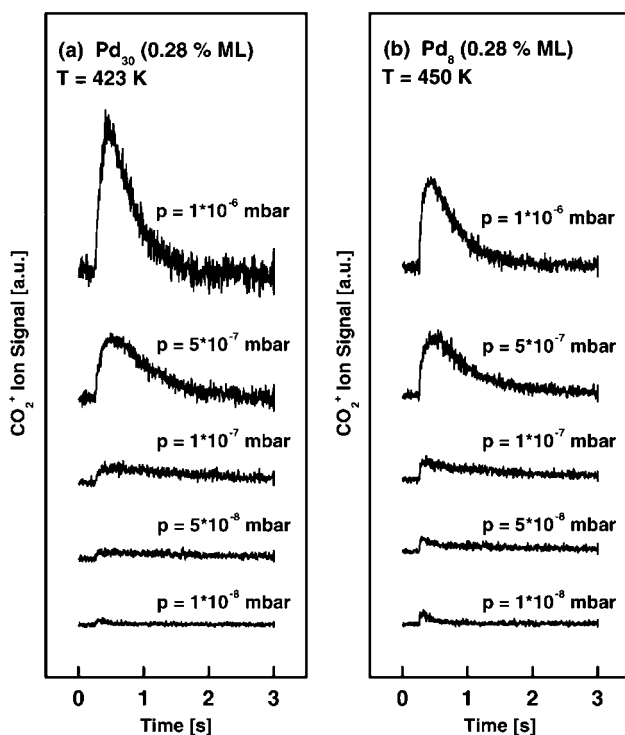 (a) Pd₃₀ (0.28 % ML)
T = 423 K
p = 1*10⁻⁶ mbar
p = 5*10⁻⁷ mbar
p = 1*10⁻⁷ mbar
p = 5*10⁻⁸ mbar
p = 1*10⁻⁸ mbar
CO₂⁺ Ion Signal [a.u.]
0 1 2 3
Time [s]
(b) Pd₈ (0.28 % ML)
T = 450 K
p = 1*10⁻⁶ mbar
p = 5*10⁻⁷ mbar
p = 1*10⁻⁷ mbar
p = 5*10⁻⁸ mbar
p = 1*10⁻⁸ mbar
CO₂⁺ Ion Signal [a.u.]
0 1 2 3
Time [s]